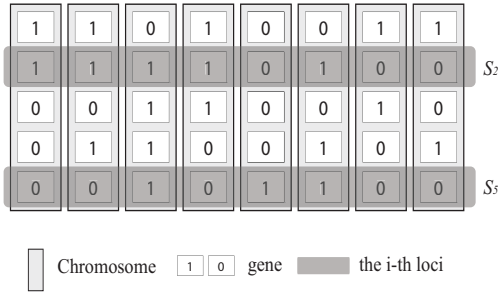 1 1 0 1 0 0 1 1
1 1 1 1 0 1 0 0 S2
0 0 1 1 0 0 1 0
0 1 1 0 0 1 0 1
0 0 1 0 1 1 0 0 S5
Chromosome 1 0 gene the i-th loci